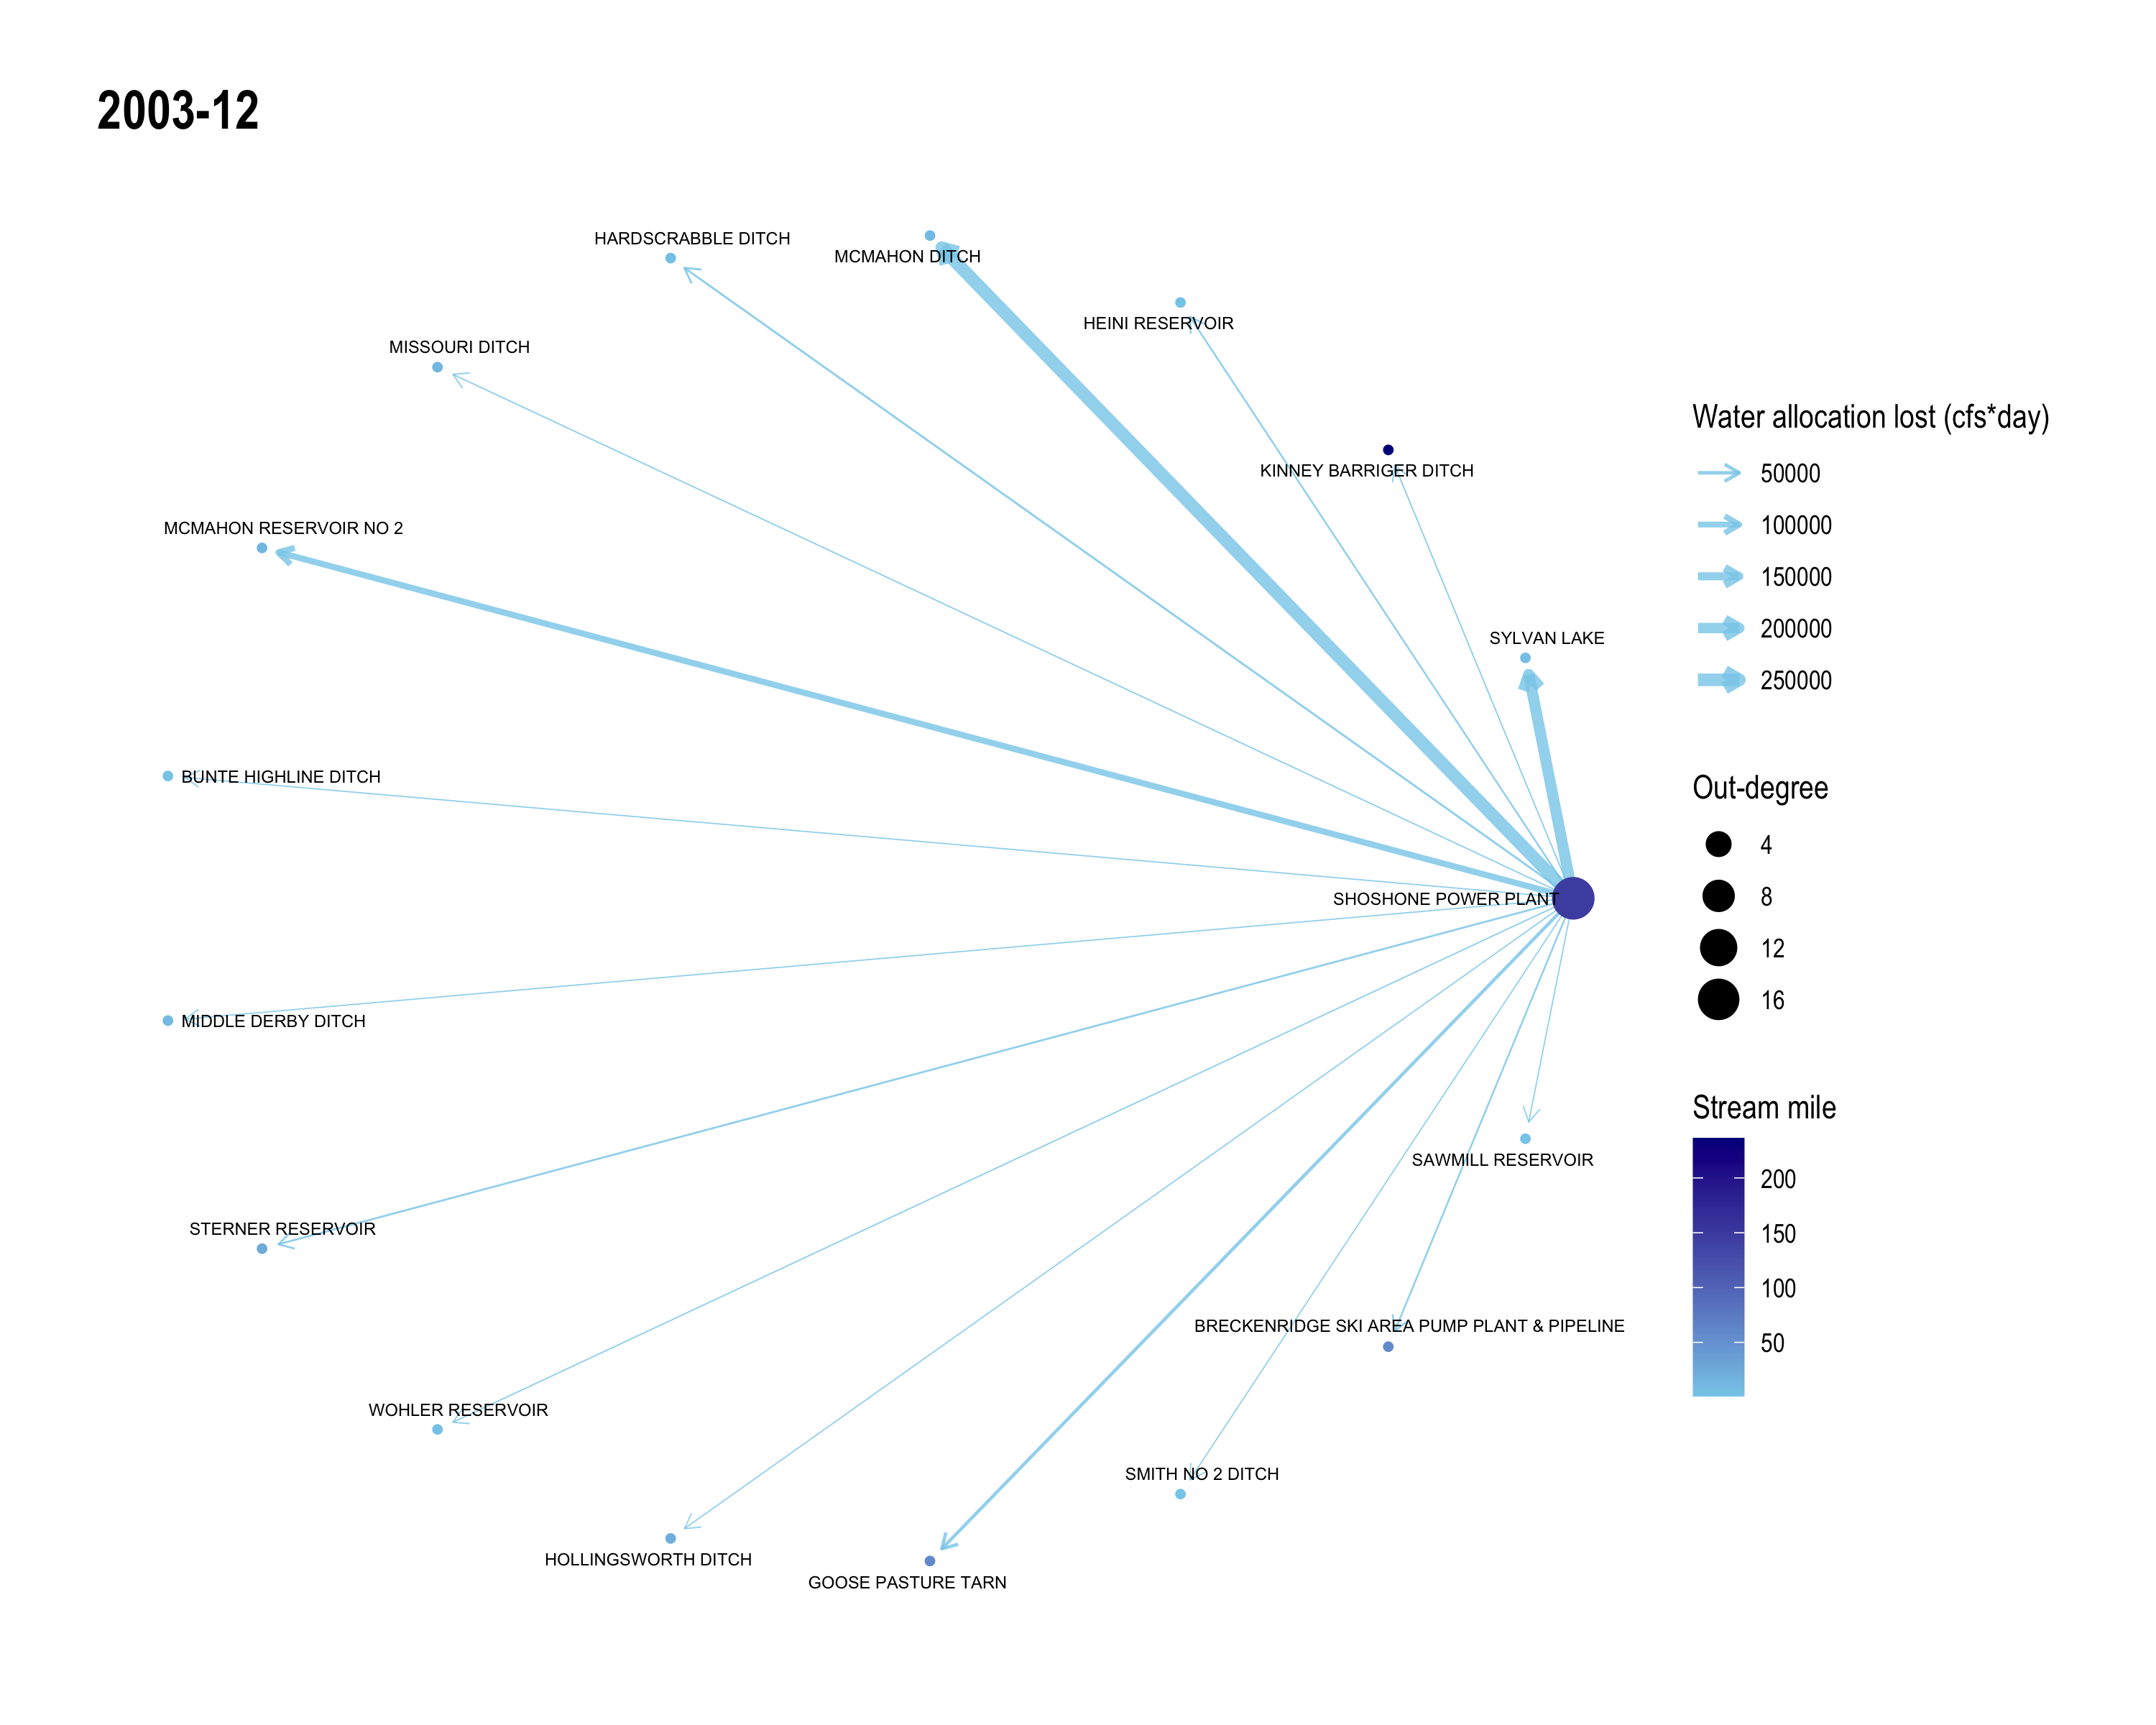 2003-12
HARDSCRABBLE DITCH
MCMAHON DITCH
HEINI RESERVOIR
MISSOURI DITCH
KINNEY BARRIGER DITCH
MCMAHON RESERVOIR NO 2
SYLVAN LAKE
BUNTE HIGHLINE DITCH
SHOSHONE POWER PLANT
MIDDLE DERBY DITCH
SAWMILL RESERVOIR
STERNER RESERVOIR
BRECKENRIDGE SKI AREA PUMP PLANT & PIPELINE
WOHLER RESERVOIR
SMITH NO 2 DITCH
HOLLINGSWORTH DITCH
GOOSE PASTURE TARN
Water allocation lost (cfs*day)
50000
100000
150000
200000
250000
Out-degree
4
8
12
16
Stream mile
200
150
100
50